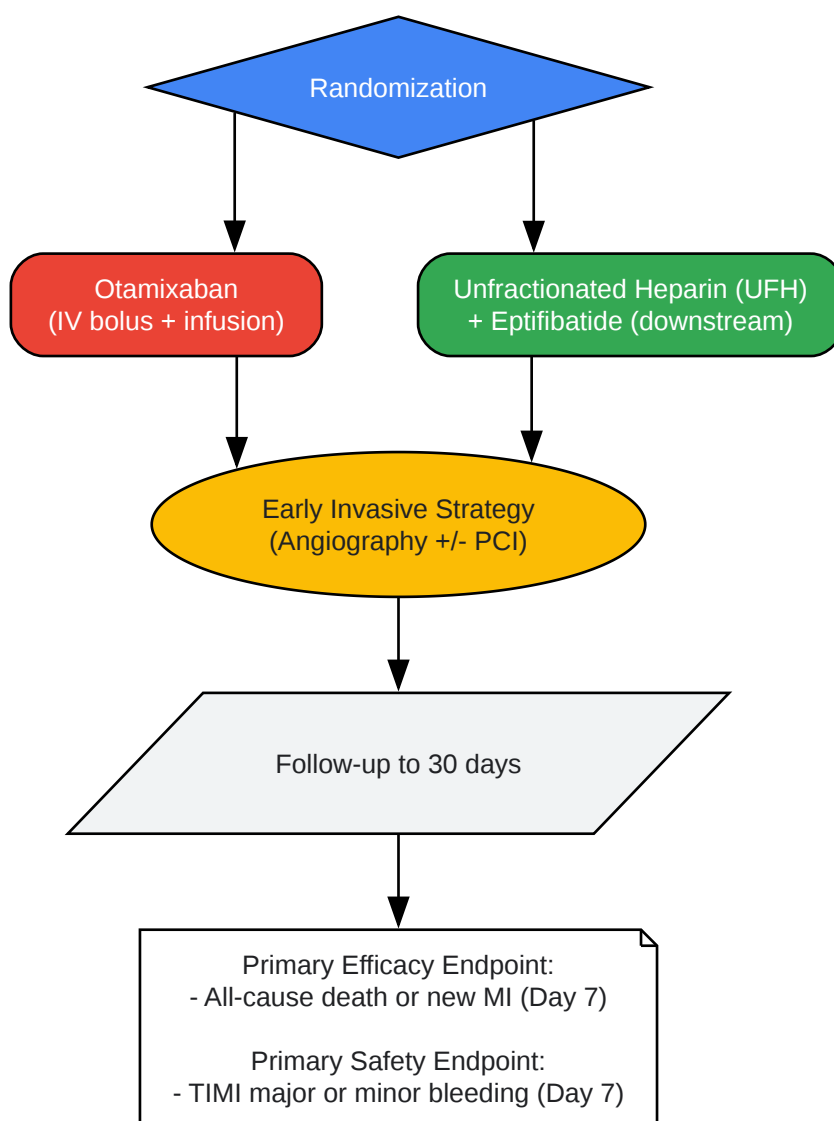 Randomization
Otamixaban
(IV bolus + infusion)
Unfractionated Heparin (UFH)
+ Eptifibatide (downstream)
Early Invasive Strategy
(Angiography +/- PCI)
Follow-up to 30 days
Primary Efficacy Endpoint:
- All-cause death or new MI (Day 7)
Primary Safety Endpoint:
- TIMI major or minor bleeding (Day 7)